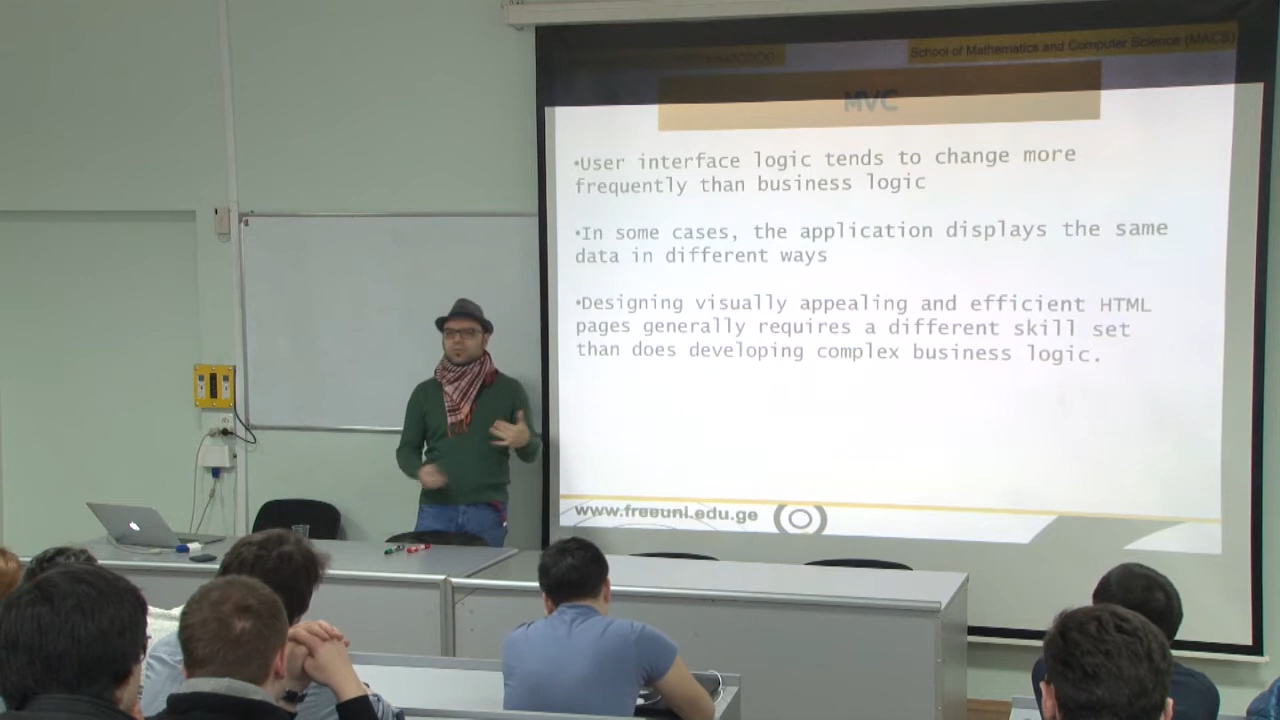 School of Mathematics and Computer Science (MACS)
MVC
•User interface logic tends to change more
frequently than business logic
•In some cases, the application displays the same
data in different ways
•Designing visually appealing and efficient HTML
pages generally requires a different skill set
than does developing complex business logic.
www.freeuni.edu.ge